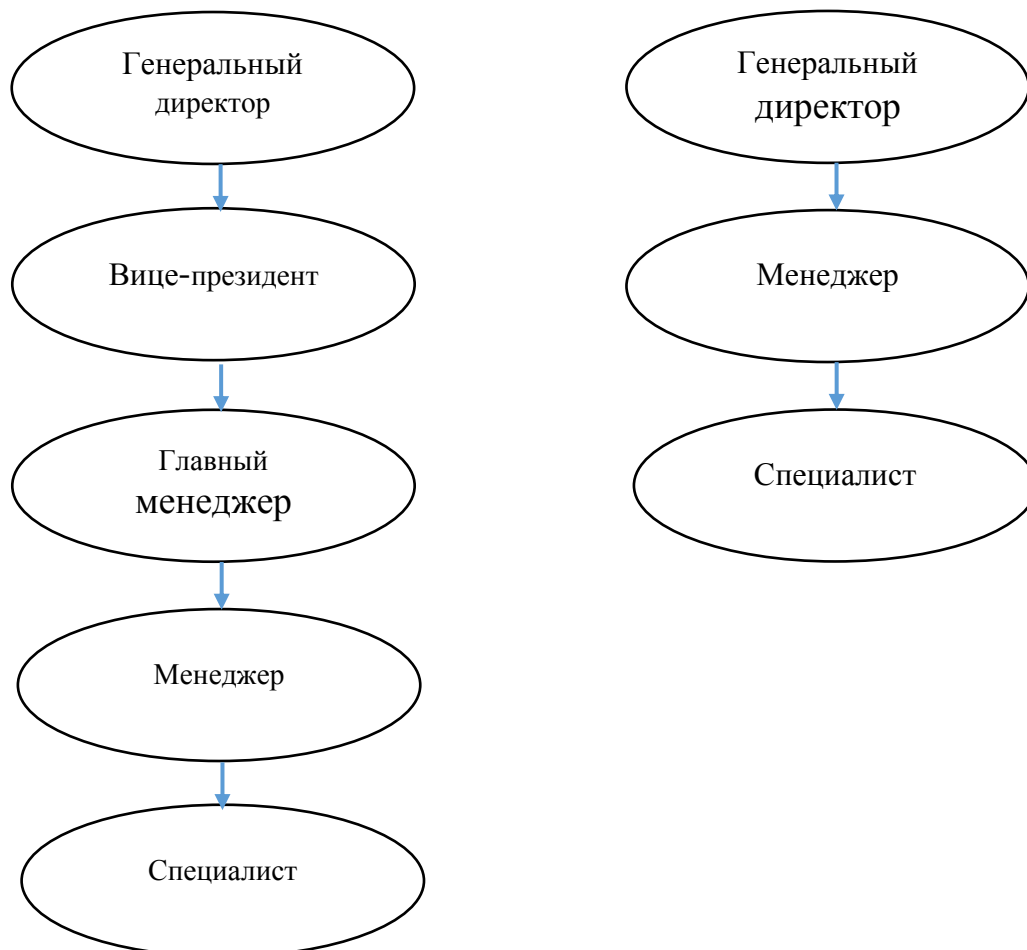 Генеральный
директор
Вице-президент
Главный
менеджер
Менеджер
Специалист
Генеральный
директор
Менеджер
Специалист